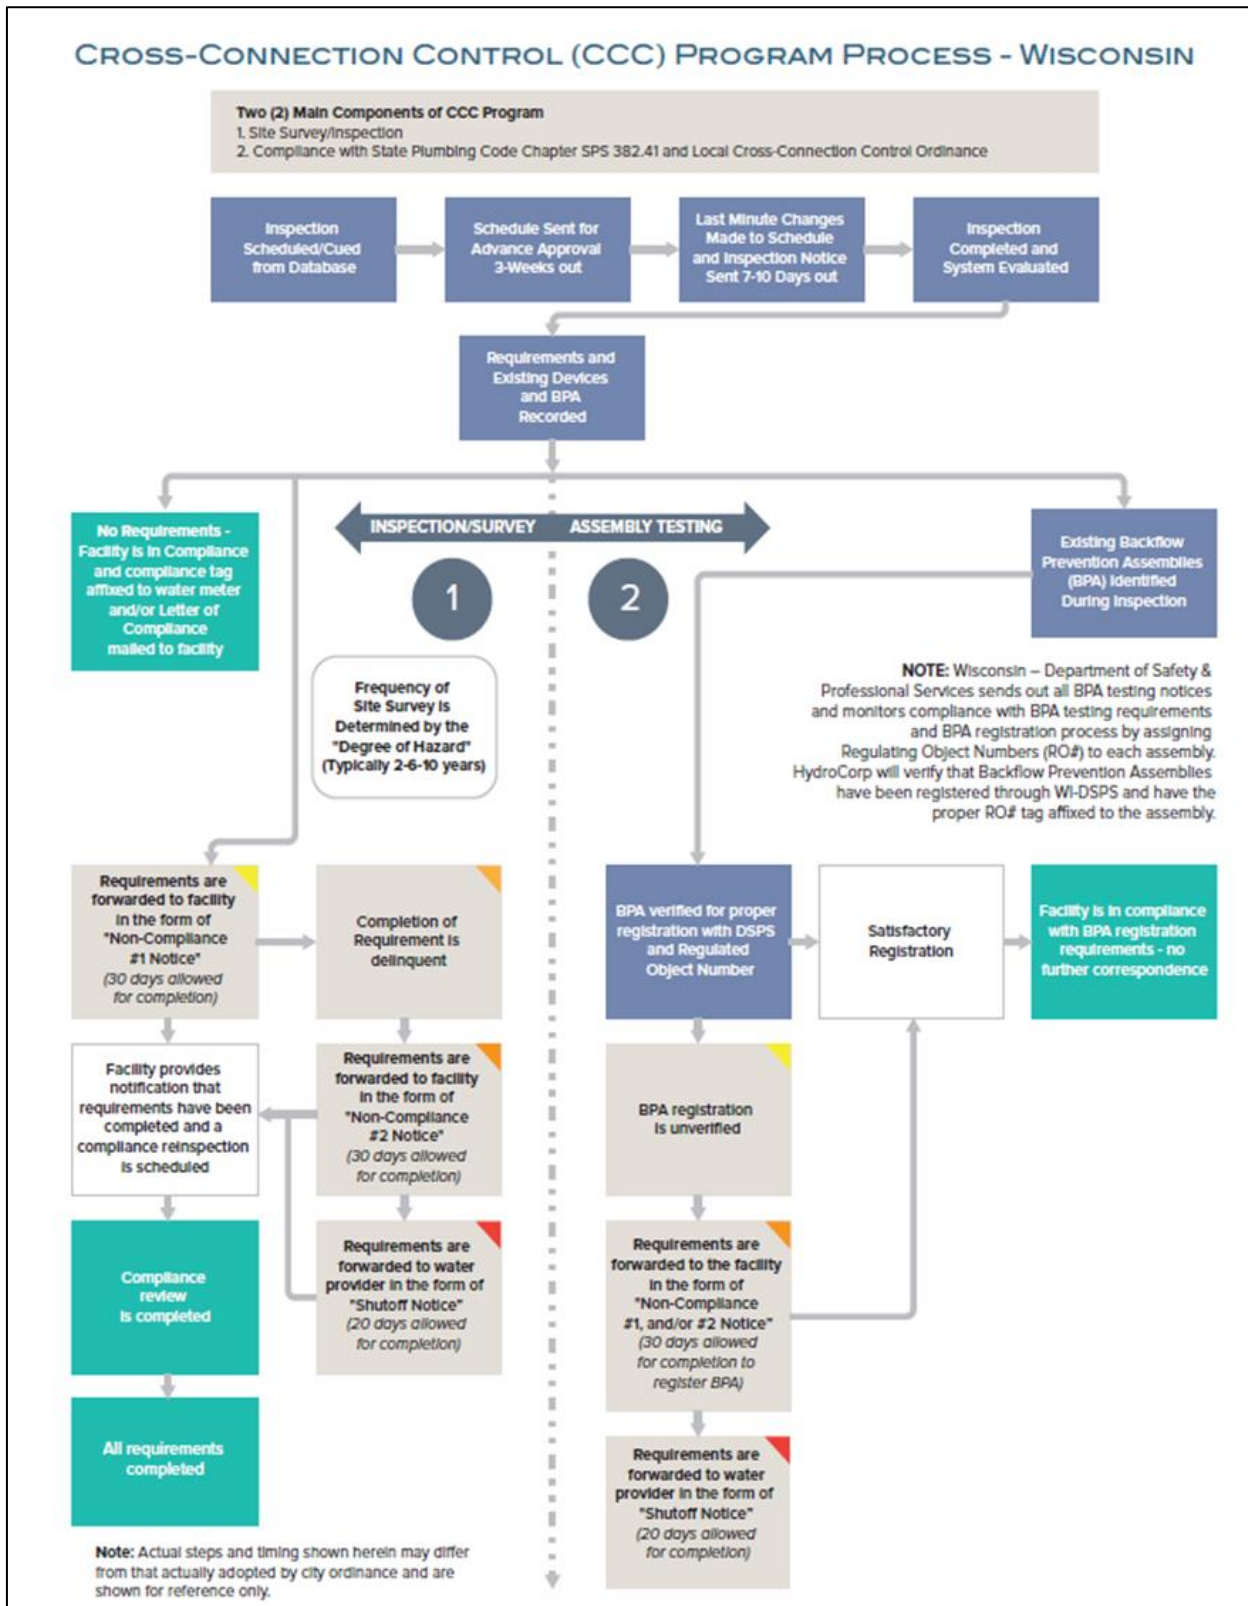 CROSS-CONNECTION CONTROL (CCC) PROGRAM PROCESS - WISCONSIN
Two (2) Main Components of CCC Program
1. Site Survey/Inspection
2. Compliance with State Plumbing Code Chapter SPS 382.41 and Local Cross-Connection Control Ordinance
Inspection
Scheduled/Cued
from Database
Schedule Sent for
Advance Approval
3-Weeks out
Last Minute Changes
Made to Schedule
and Inspection Notice
Sent 7-10 Days out
Inspection
Completed and
System Evaluated
Requirements and
Existing Devices
and BPA
Recorded
No Requirements -
Facility is in Compliance
and compliance tag
affixed to water meter
and/or Letter of
Compliance
mailed to facility
INSPECTION/SURVEY
ASSEMBLY TESTING
1
2
Existing Backflow
Prevention Assemblies
(BPA) Identified
During Inspection
Frequency of
Site Survey is
Determined by the
"Degree of Hazard"
(Typically 2-6-10 years)
NOTE: Wisconsin – Department of Safety &
Professional Services sends out all BPA testing notices
and monitors compliance with BPA testing requirements
and BPA registration process by assigning
Regulating Object Numbers (RO#) to each assembly.
HydroCorp will verify that Backflow Prevention Assemblies
have been registered through WI-DSPS and have the
proper RO# tag affixed to the assembly.
Requirements are
forwarded to facility
in the form of
"Non-Compliance
#1 Notice"
(30 days allowed
for completion)
Completion of
Requirement is
delinquent
BPA verified for proper
registration with DSPS
and Regulated
Object Number
Satisfactory
Registration
Facility is in compliance
with BPA registration
requirements - no
further correspondence
Facility provides
notification that
requirements have been
completed and a
compliance reinspection
is scheduled
Requirements are
forwarded to facility
in the form of
"Non-Compliance
#2 Notice"
(30 days allowed
for completion)
BPA registration
is unverified
Compliance
review
is completed
Requirements are
forwarded to water
provider in the form of
"Shutoff Notice"
(20 days allowed
for completion)
Requirements are
forwarded to the facility
in the form of
"Non-Compliance
#1, and/or #2 Notice"
(30 days allowed
for completion to
register BPA)
All requirements
completed
Requirements are
forwarded to water
provider in the form of
"Shutoff Notice"
(20 days allowed
for completion)
Note: Actual steps and timing shown herein may differ
from that actually adopted by city ordinance and are
shown for reference only.